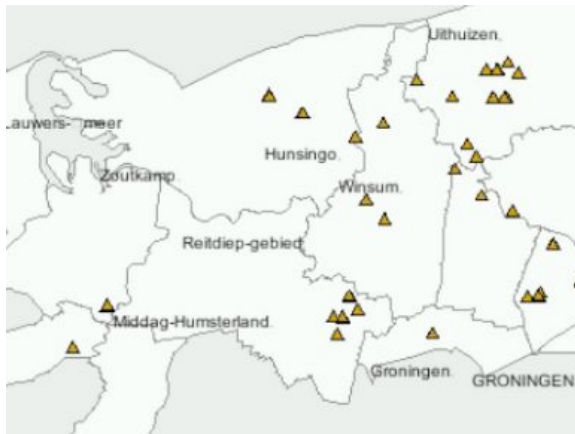 Uithuizen.
Lauwers- meer
Hunsingo.
Zoutkamp.
Winsum.
Reitdiep-gebied
Middag-Humsterland.
Groningen.
GRONINGEN